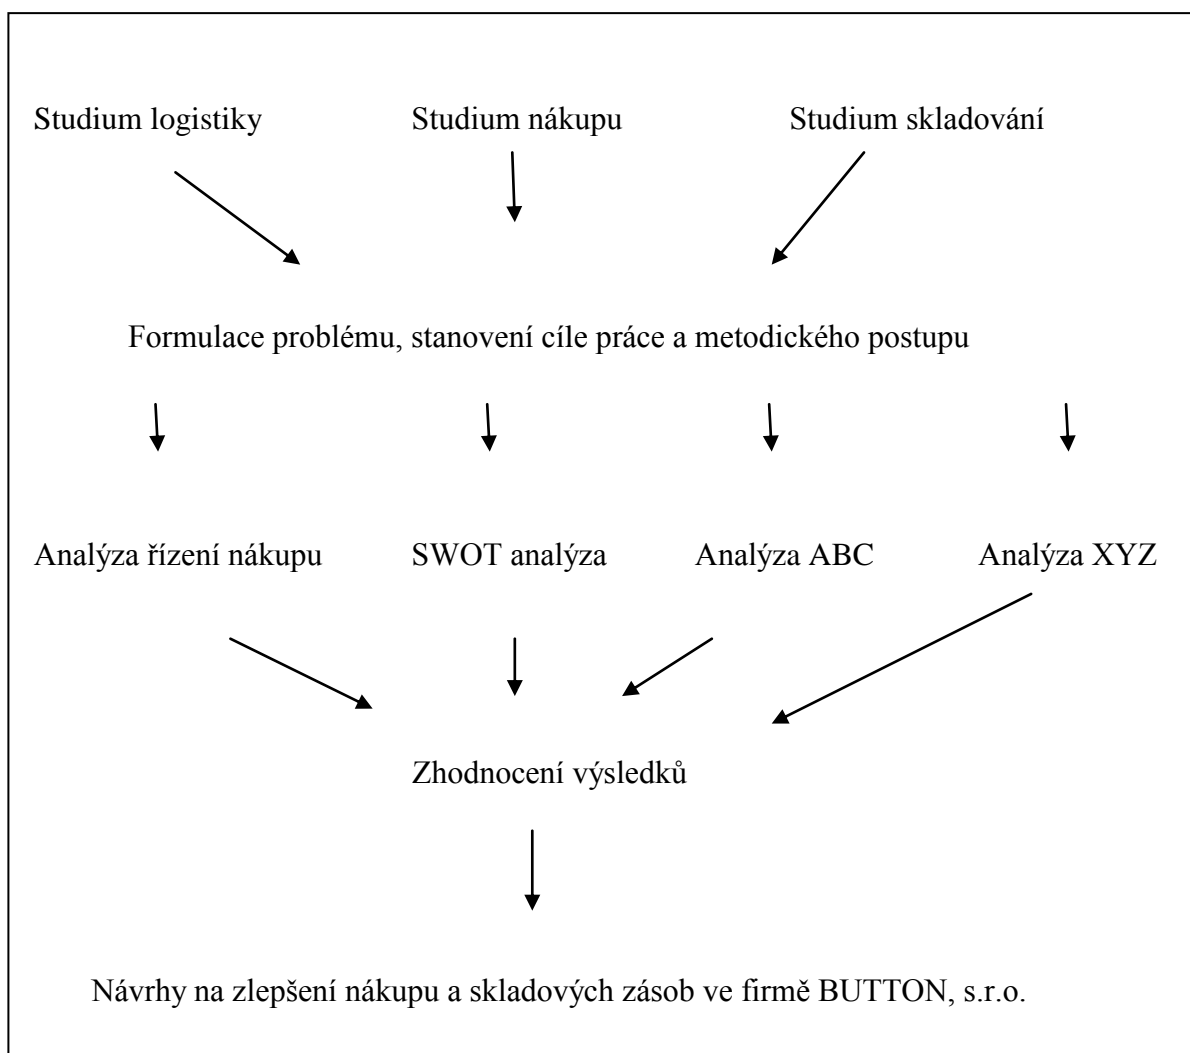 Studium logistiky Studium nákupu Studium skladování
Formulace problému, stanovení cíle práce a metodického postupu
Analýza řízení nákupu SWOT analýza Analýza ABC Analýza XYZ
Zhodnocení výsledků
Návrhy na zlepšení nákupu a skladových zásob ve firmě BUTTON, s.r.o.